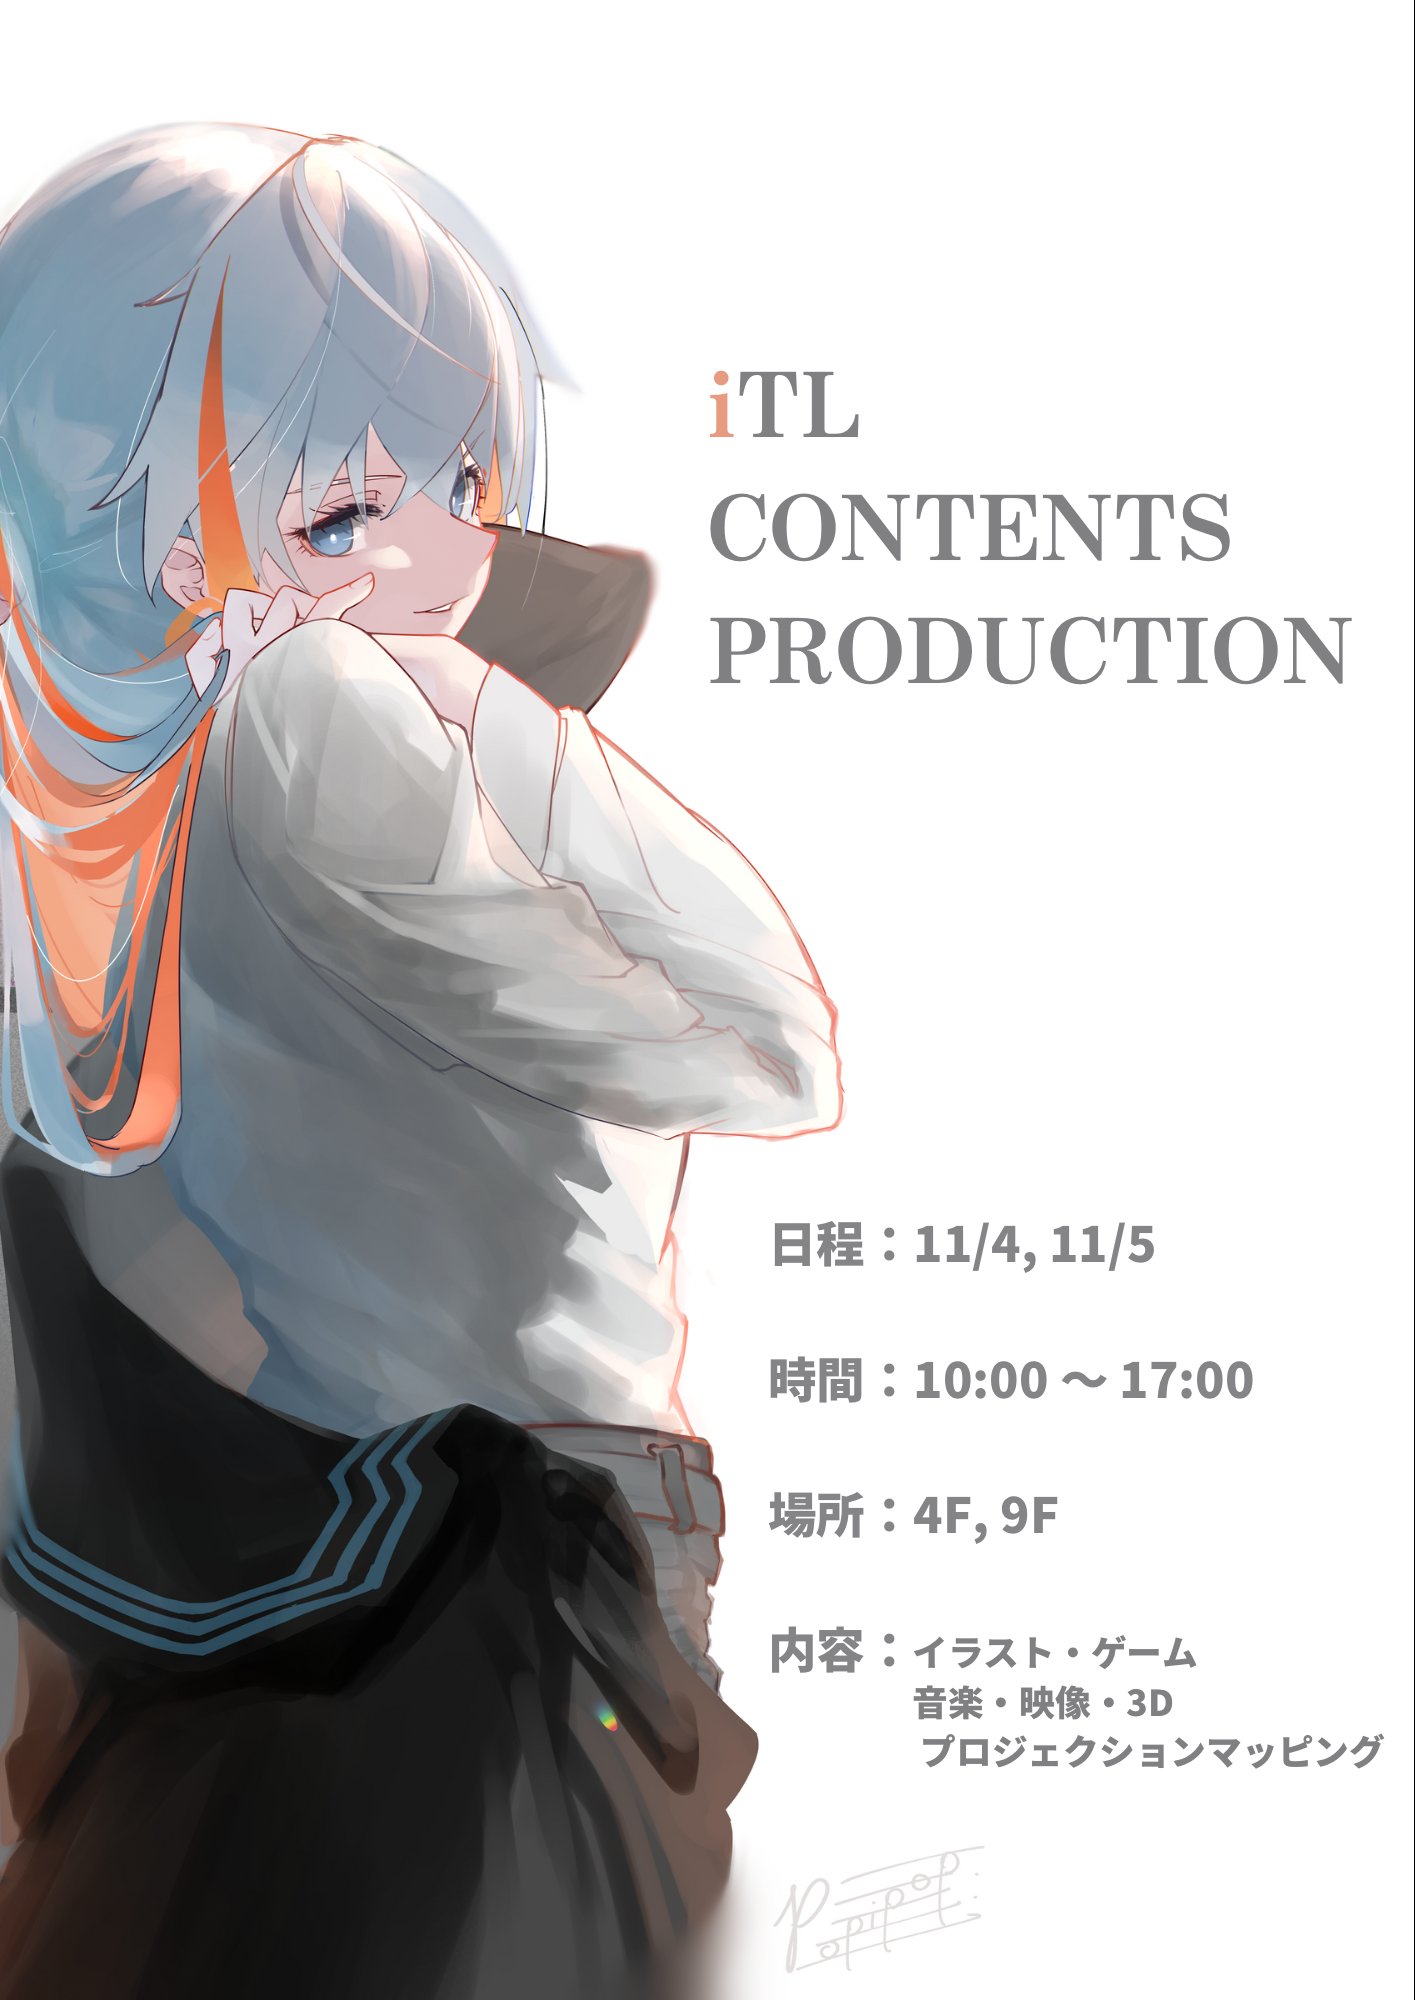 iTL
CONTENTS
PRODUCTION
日程：11/4, 11/5
時間：10:00 〜 17:00
場所：4F, 9F
内容：イラスト・ゲーム
音楽・映像・3D
プロジェクションマッピング
Popipop